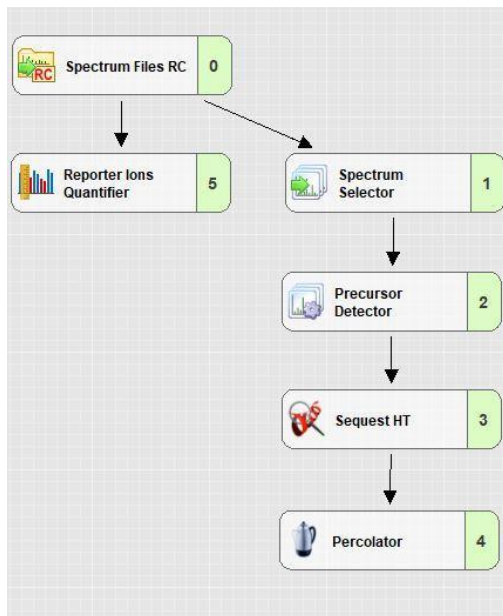 Spectrum Files RC 0
RC
Reporter Ions
Quantifier
5
Spectrum
Selector
1
Precursor
Detector
2
Sequest HT 3
Percolator 4